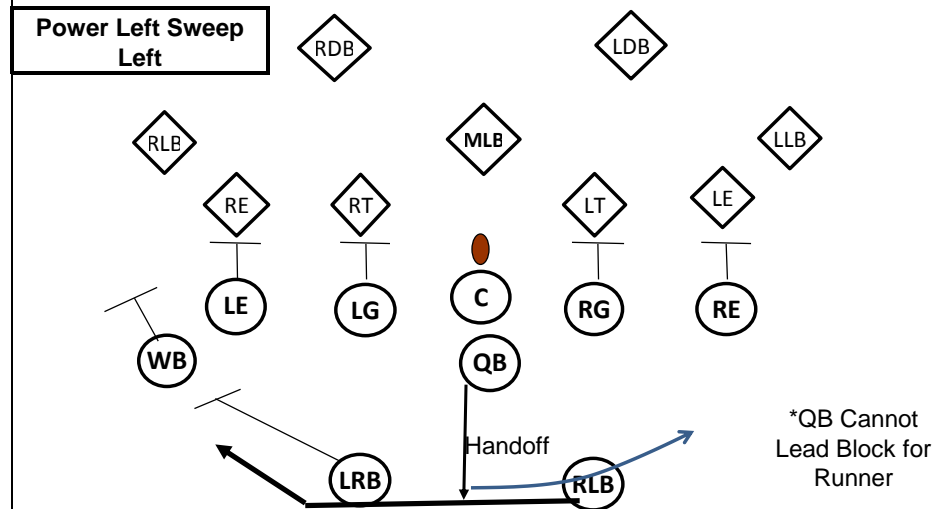 Power Left Sweep
Left
RDB
LDB
RLB
MLB
LLB
RE
RT
LT
LE
LE
LG
C
RG
RE
WB
QB
Handoff
*QB Cannot
Lead Block for
Runner
LRB
RLB